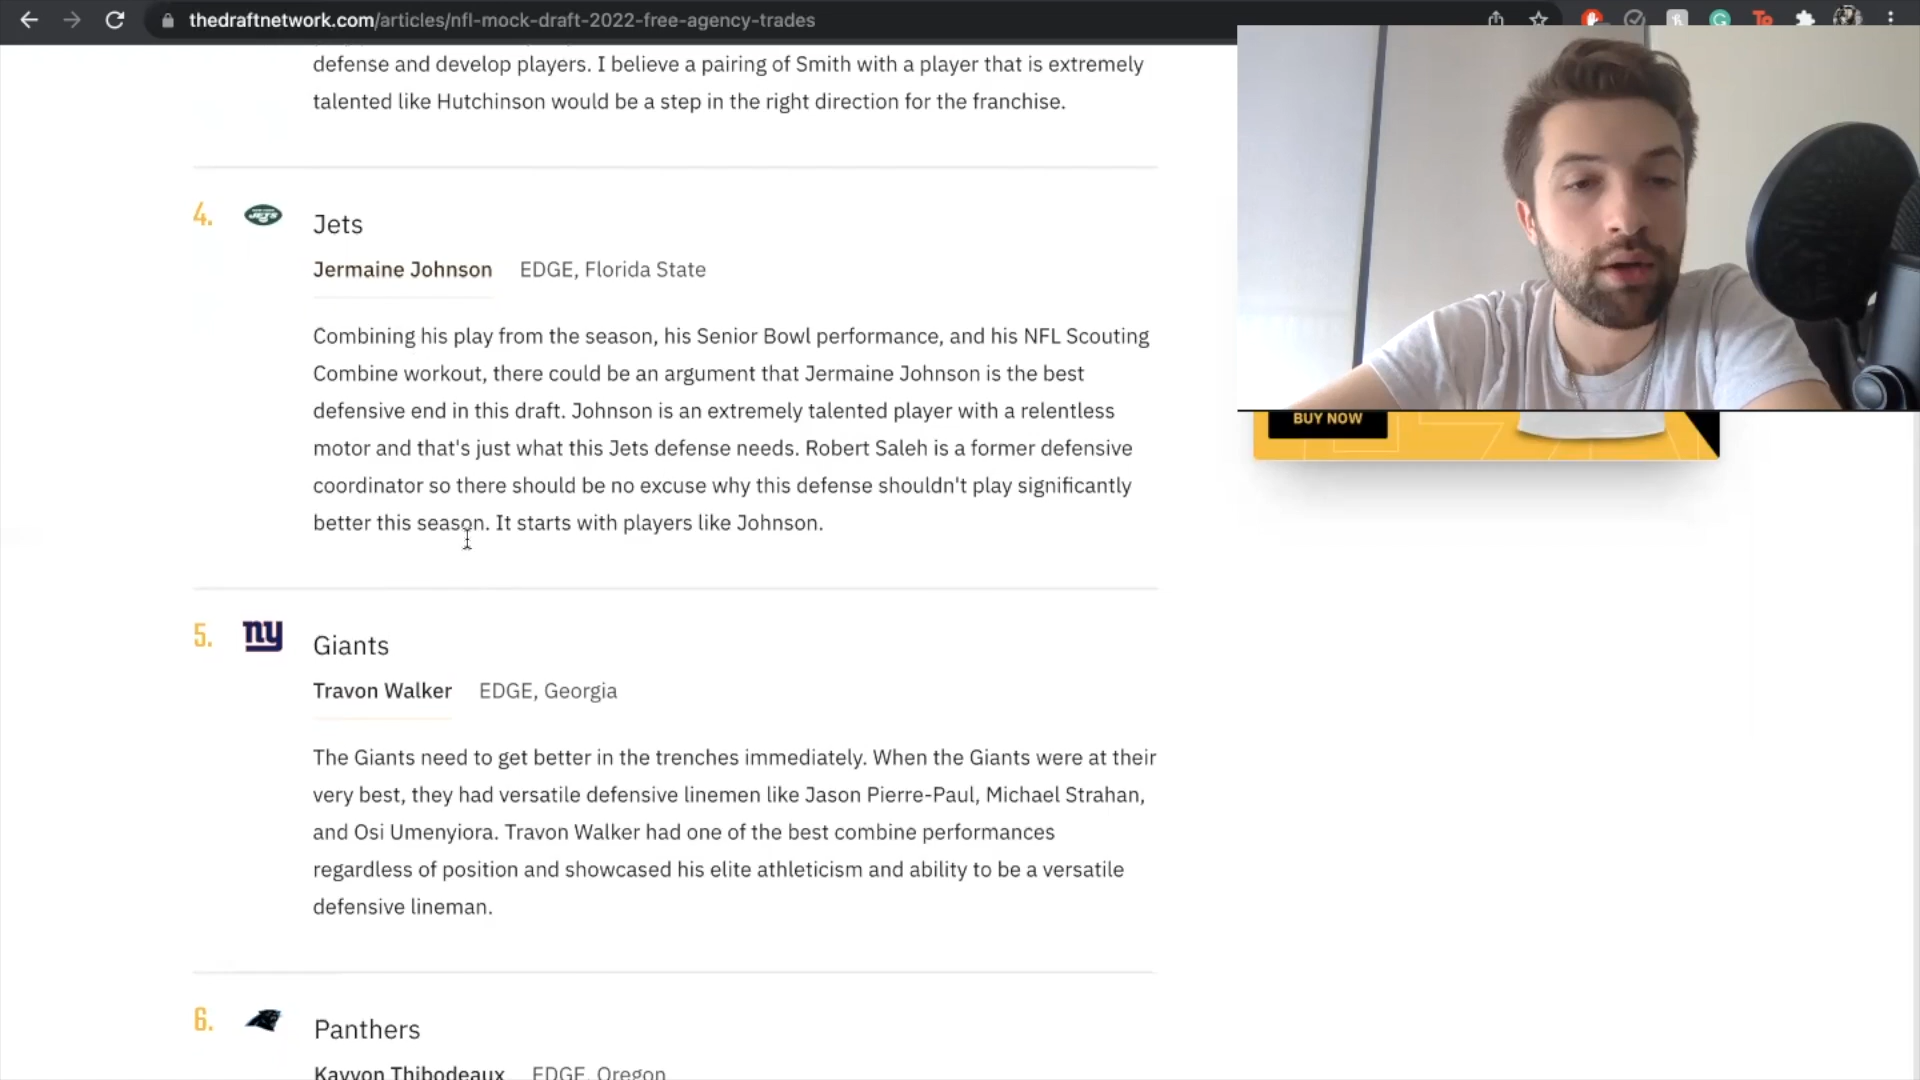 thedraftnetwork.com/articles/nfl-mock-draft-2022-free-agency-trades
defense and develop players. I believe a pairing of Smith with a player that is extremely
talented like Hutchinson would be a step in the right direction for the franchise.
4.
JETS
Jets
Jermaine Johnson EDGE, Florida State
Combining his play from the season, his Senior Bowl performance, and his NFL Scouting
Combine workout, there could be an argument that Jermaine Johnson is the best
defensive end in this draft. Johnson is an extremely talented player with a relentless
motor and that's just what this Jets defense needs. Robert Saleh is a former defensive
coordinator so there should be no excuse why this defense shouldn't play significantly
better this season. It starts with players like Johnson.
5.
ny
Giants
Travon Walker EDGE, Georgia
The Giants need to get better in the trenches immediately. When the Giants were at their
very best, they had versatile defensive linemen like Jason Pierre-Paul, Michael Strahan,
and Osi Umenyiora. Travon Walker had one of the best combine performances
regardless of position and showcased his elite athleticism and ability to be a versatile
defensive lineman.
6.
Panthers
Kayvon Thibodeaux EDGE, Oregon
BUY NOW